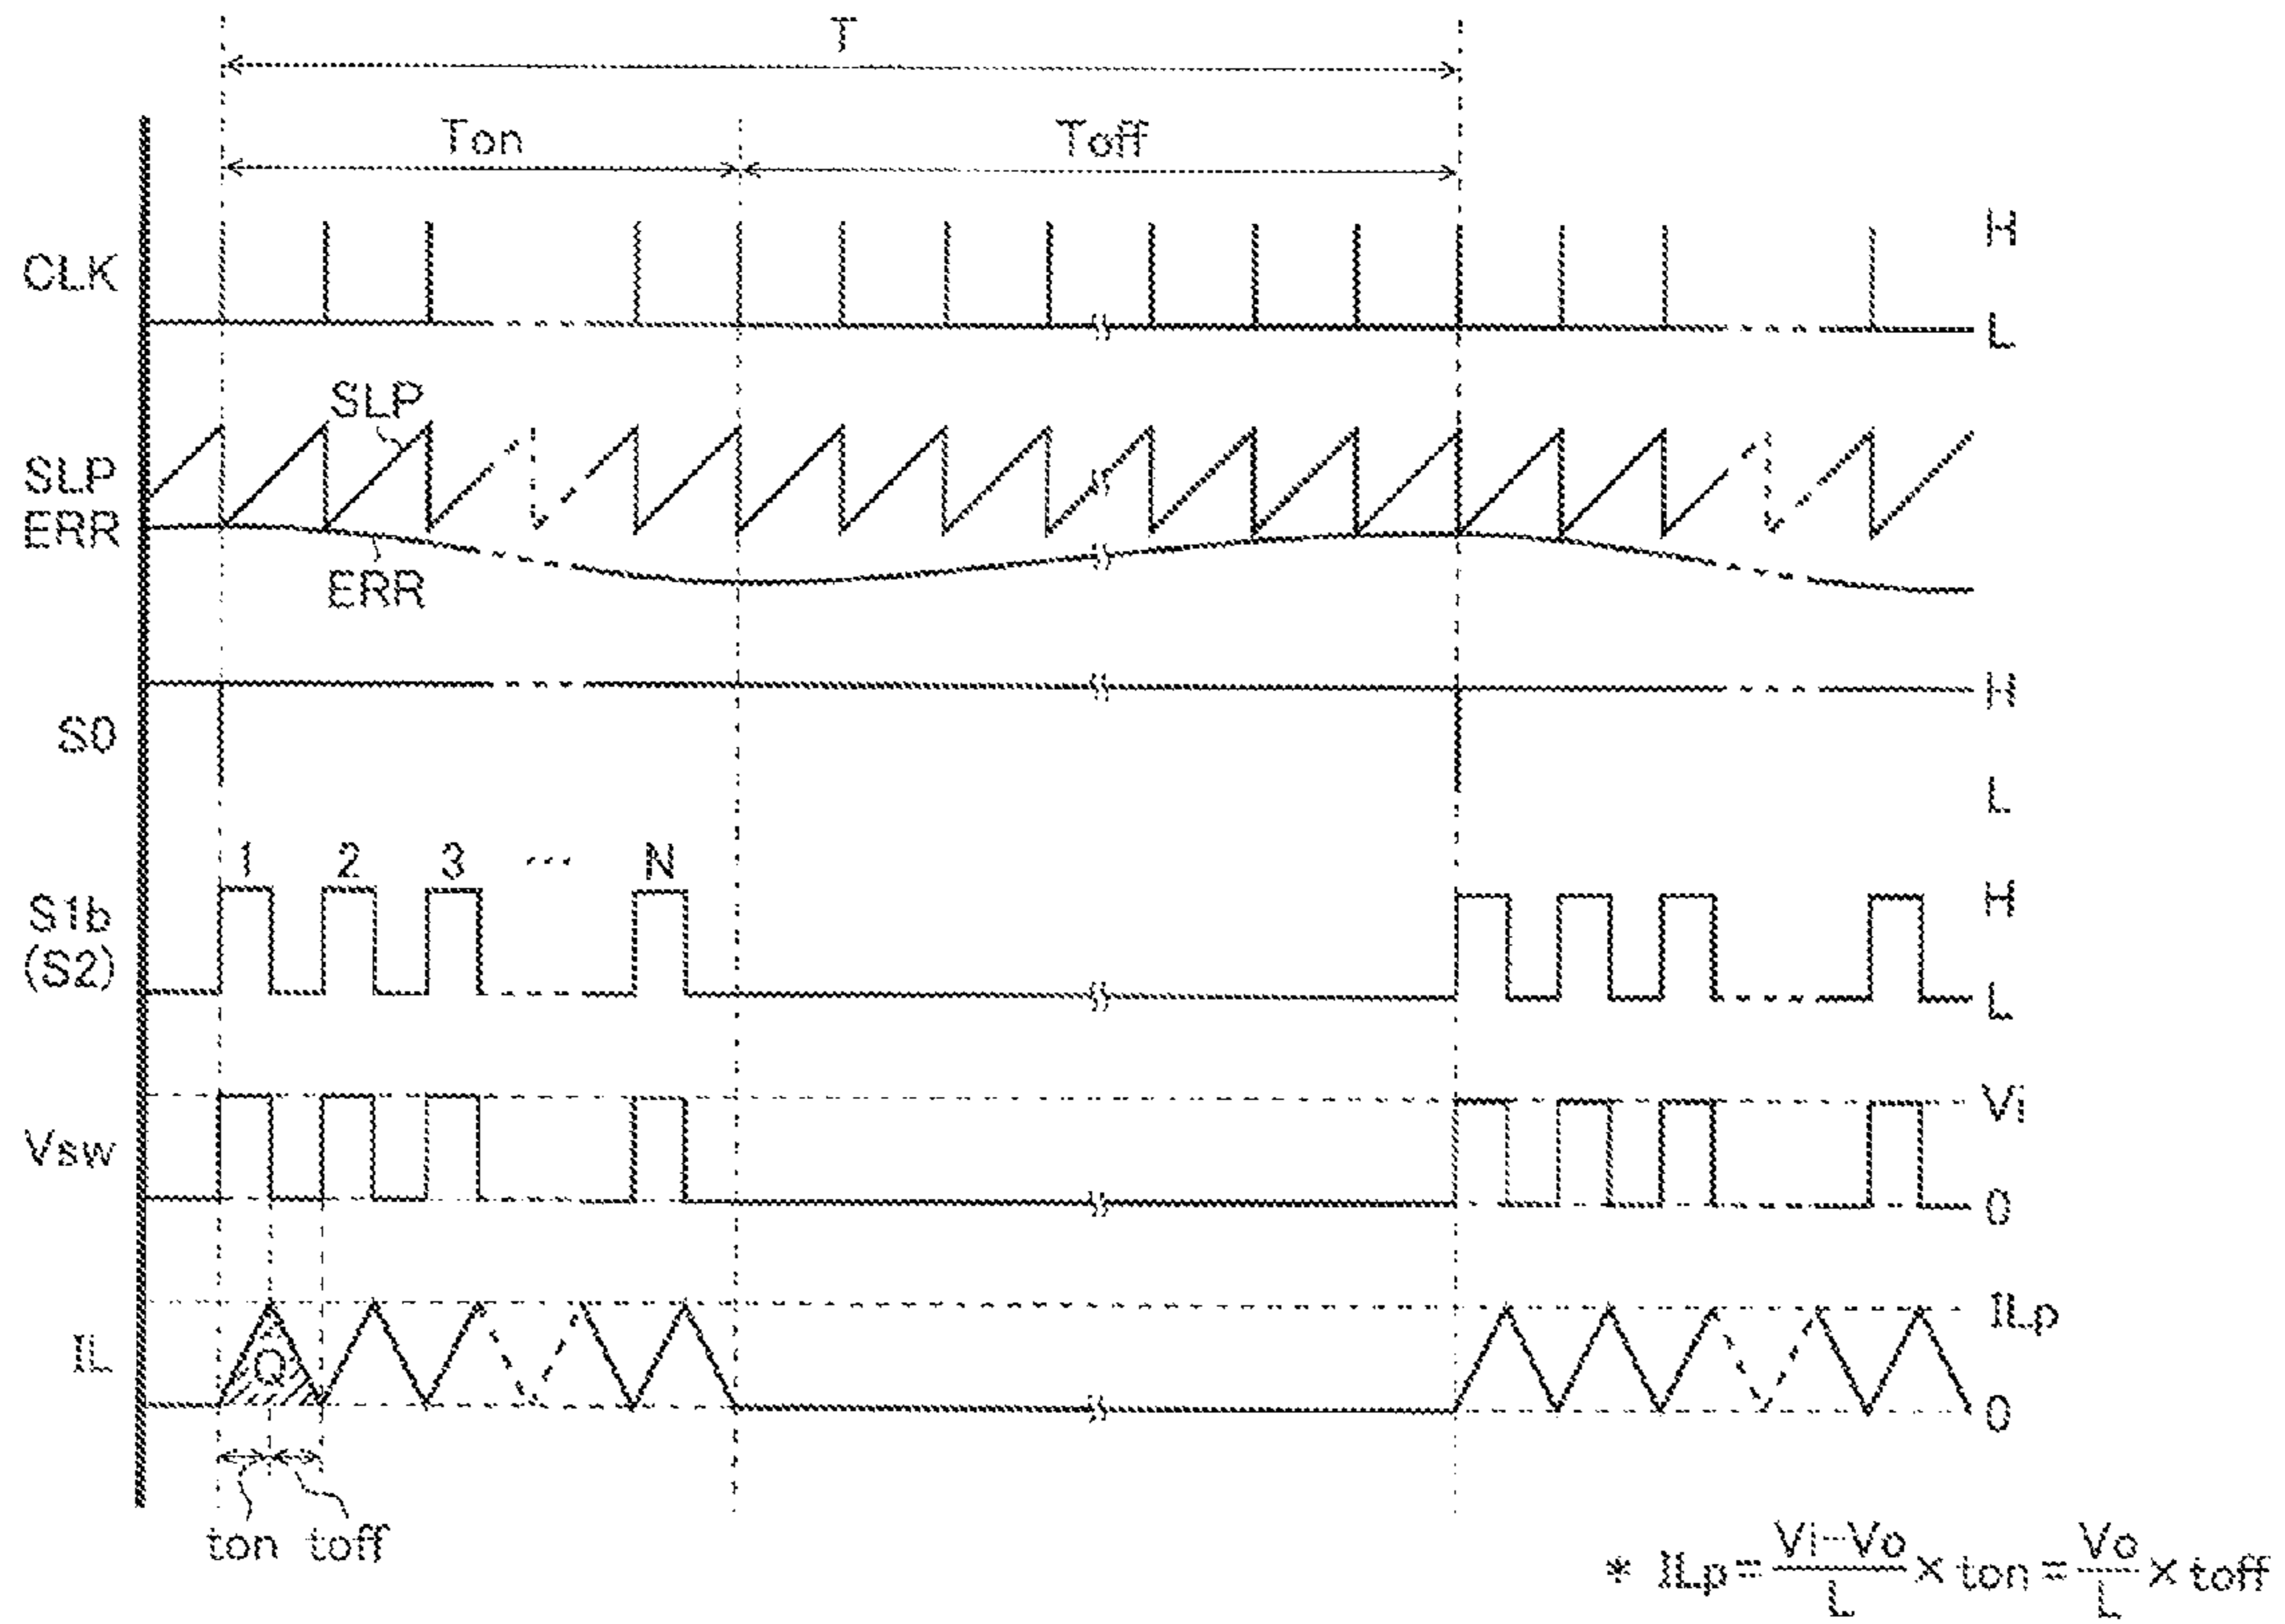 T
Ton Toff
CLK H
L
SLP
SLP
ERR
ERR
S0 H
L
1 2 3 ··· N
S1b H
(S2) L
Vsw Vi
0
IL Q ILp
0
ton toff
* ILp = (Vi-Vo)/L × ton = Vo/L × toff